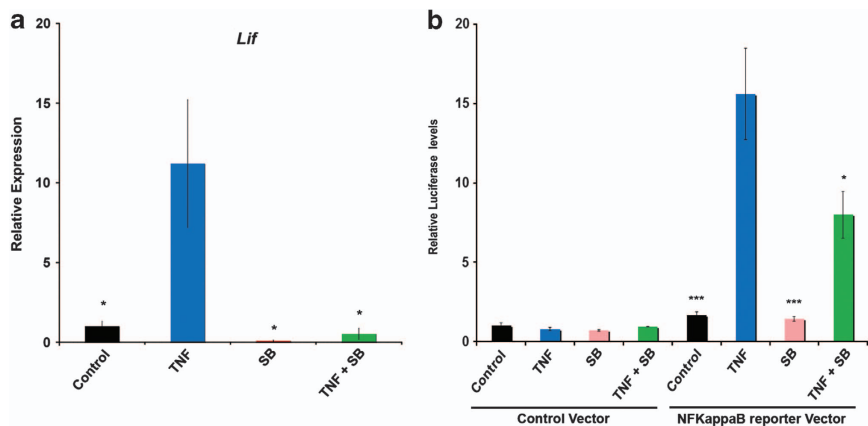 a
Lif
Relative Expression
20
15
10
5
0
*
*
*
Control
TNF
SB
TNF + SB
b
Relative Luciferase levels
20
15
10
5
0
***
***
*
Control
TNF
SB
TNF + SB
Control
TNF
SB
TNF + SB
Control Vector
NFKappaB reporter Vector